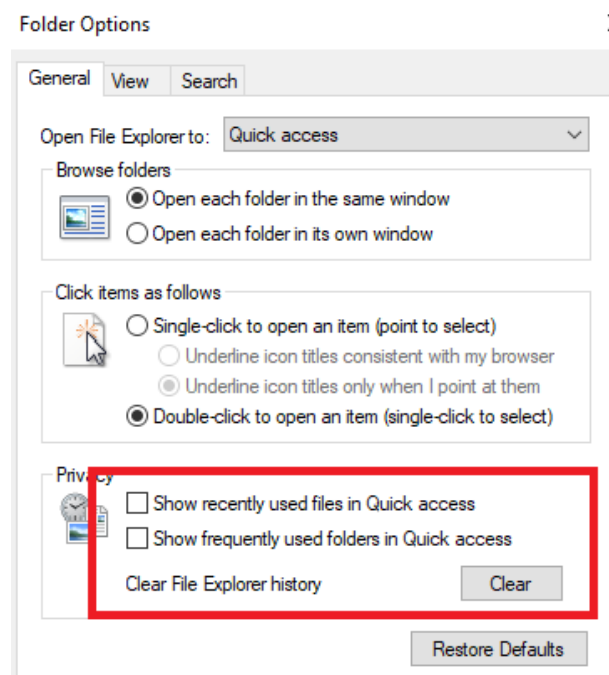 Folder Options
General View Search
Open File Explorer to: Quick access
Browse folders
Open each folder in the same window
Open each folder in its own window
Click items as follows
Single-click to open an item (point to select)
Underline icon titles consistent with my browser
Underline icon titles only when I point at them
Double-click to open an item (single-click to select)
Privacy
Show recently used files in Quick access
Show frequently used folders in Quick access
Clear File Explorer history Clear
Restore Defaults